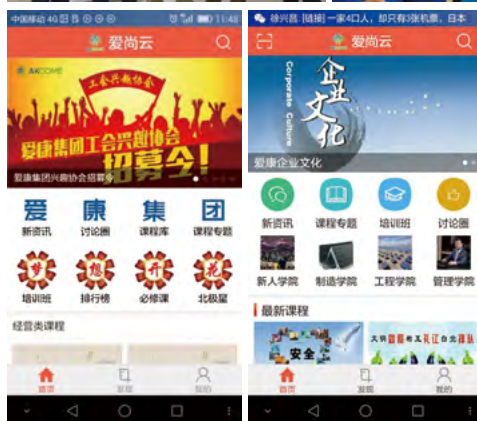 中国移动 4G
11:48
爱尚云
AKCOME
工会兴趣协会
爱康集团工会兴趣协会
招募令!
爱康集团兴趣协会招募令
爱 康 集 团
新资讯 讨论圈 课程库 课程专题
梦 想 开 花
培训班 排行榜 必修课 北极星
经营类课程
首页 发现 我的
徐兴昌: [链接] 一家4口人,却只有3张机票,日本
爱尚云
Corporate Culture
企业文化
爱康企业文化
新资讯 课程专题 培训班 讨论圈
新人学院 制造学院 工程学院 管理学院
最新课程
安全
首页 发现 我的